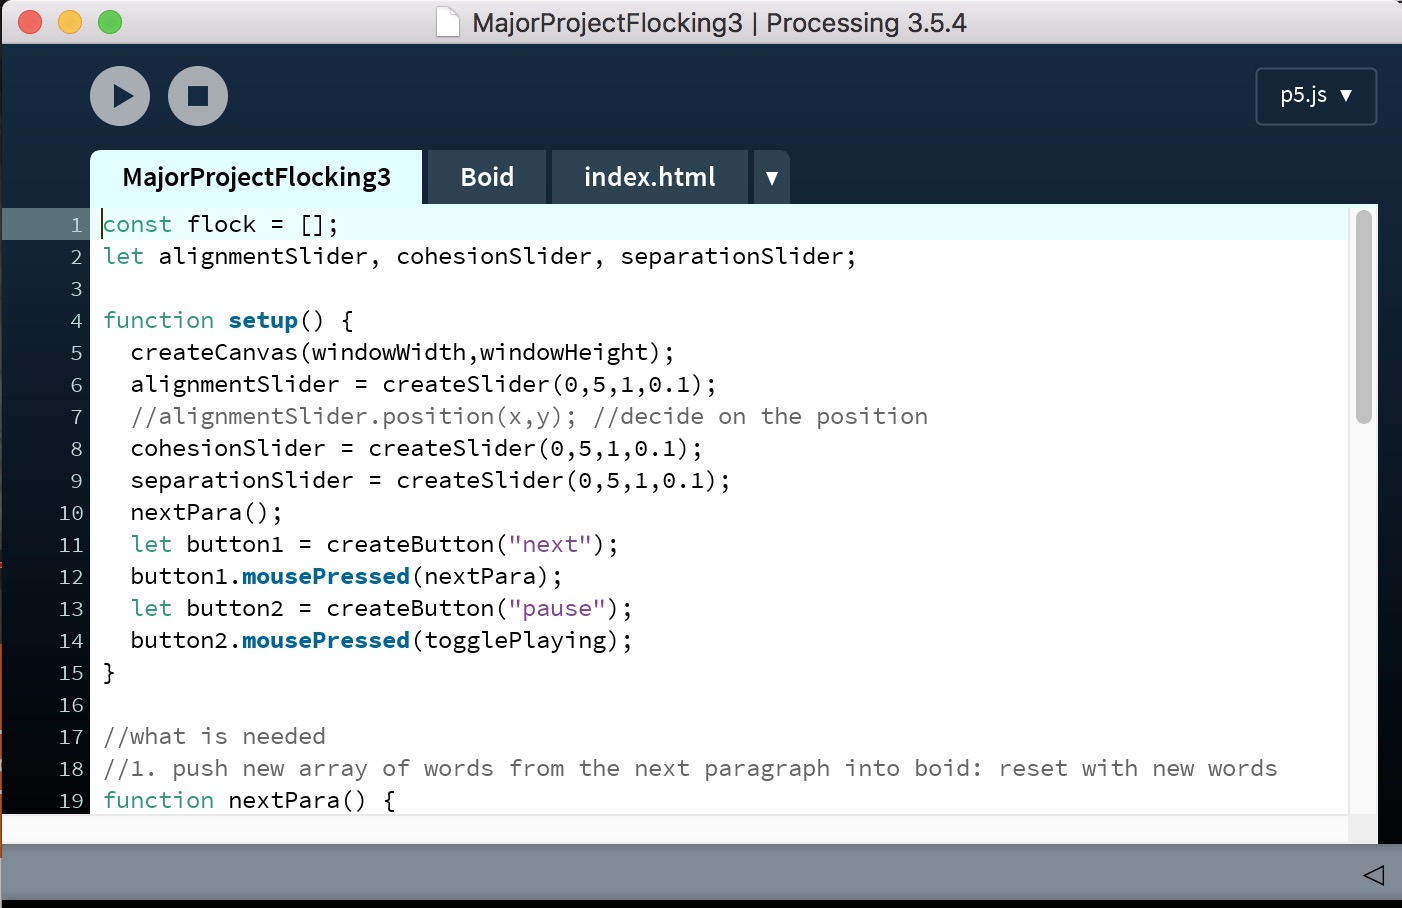 MajorProjectFlocking3 | Processing 3.5.4
p5.js ▼
MajorProjectFlocking3 Boid index.html ▼
1 const flock = [];
2 let alignmentSlider, cohesionSlider, separationSlider;
3
4 function setup() {
5   createCanvas(windowWidth,windowHeight);
6   alignmentSlider = createSlider(0,5,1,0.1);
7   //alignmentSlider.position(x,y); //decide on the position
8   cohesionSlider = createSlider(0,5,1,0.1);
9   separationSlider = createSlider(0,5,1,0.1);
10   nextPara();
11   let button1 = createButton("next");
12   button1.mousePressed(nextPara);
13   let button2 = createButton("pause");
14   button2.mousePressed(togglePlaying);
15 }
16
17 //what is needed
18 //1. push new array of words from the next paragraph into boid: reset with new words
19 function nextPara() {